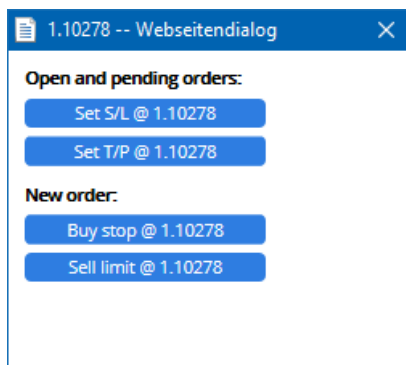 1.10278 -- Webseitendialog
Open and pending orders:
Set S/L @ 1.10278
Set T/P @ 1.10278
New order:
Buy stop @ 1.10278
Sell limit @ 1.10278